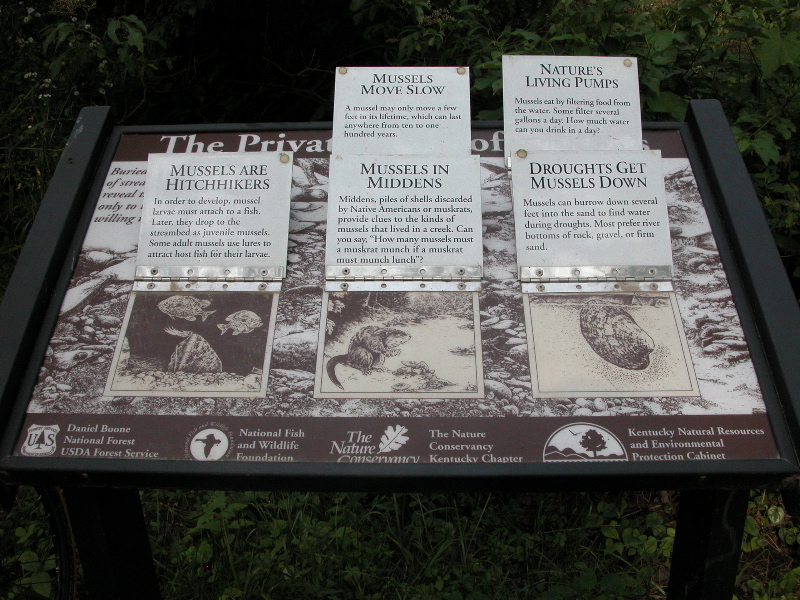 MUSSELS
MOVE SLOW
A mussel may only move a few
feet in its lifetime, which can last
anywhere from ten to one
hundred years.
NATURE'S
LIVING PUMPS
Mussels eat by filtering food from
the water. Some filter several
gallons a day. How much water
can you drink in a day?
The Privat of
Buried
of strea
reveal t
only to
willing
MUSSELS ARE
HITCHHIKERS
In order to develop, mussel
larvae must attach to a fish.
Later, they drop to the
streambed as juvenile mussels.
Some adult mussels use lures to
attract host fish for their larvae.
MUSSELS IN
MIDDENS
Middens, piles of shells discarded
by Native Americans or muskrats,
provide clues to the kinds of
mussels that lived in a creek. Can
you say, "How many mussels must
a muskrat munch if a muskrat
must munch lunch"?
DROUGHTS GET
MUSSELS DOWN
Mussels can burrow down several
feet into the sand to find water
during droughts. Most prefer river
bottoms of rock, gravel, or firm
sand.
UAS
Daniel Boone
National Forest
USDA Forest Service
National Fish
and Wildlife
Foundation
The
Nature
Conservancy
The Nature
Conservancy
Kentucky Chapter
Kentucky Natural Resources
and Environmental
Protection Cabinet